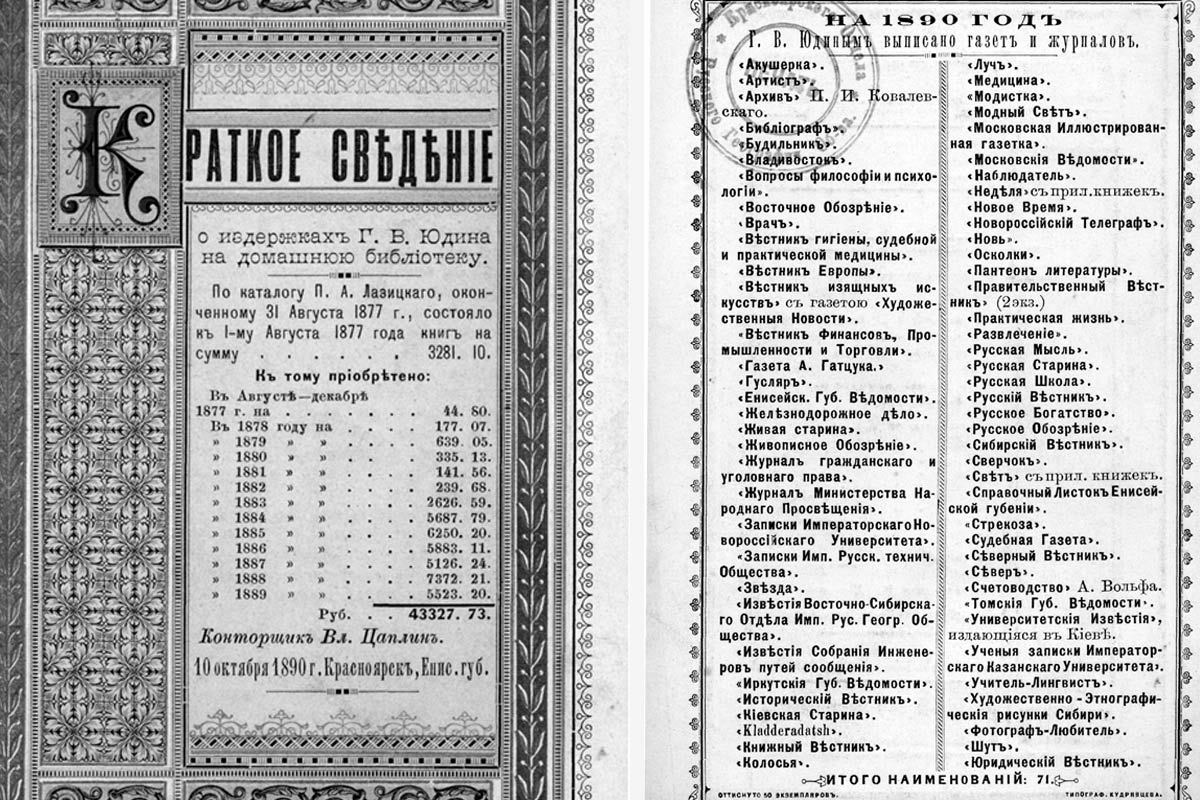 КРАТКОЕ СВѢДѢНІЕ
о издержкахъ Г. В. Юдина
на домашнюю библіотеку.
По каталогу П. А. Лазицкаго, окон-
ченному 31 Августа 1877 г., состояло
къ 1-му Августа 1877 года книгъ на
сумму . . . . . . 3281. 10.
Къ тому пріобрѣтено:
Въ Августѣ—декабрѣ
1877 г. на . . . . . . . 44. 80.
Въ 1878 году на . . . . 177. 07.
» 1879 » » . . . . 639. 05.
» 1880 » » . . . . 335. 13.
» 1881 » » . . . . 141. 56.
» 1882 » » . . . . 239. 68.
» 1883 » » . . . . 2626. 59.
» 1884 » » . . . . 5687. 79.
» 1885 » » . . . . 6250. 20.
» 1886 » » . . . . 5883. 11.
» 1887 » » . . . . 5126. 24.
» 1888 » » . . . . 7372. 21.
» 1889 » » . . . . 5523. 20.
Руб. . . 43327. 73.
Конторщикъ Вл. Цаплинъ.
10 октября 1890 г. Красноярскъ, Енис. губ.
НА 1890 ГОДЪ
Г. В. Юдинымъ выписано газетъ и журналовъ.
«Акушерка».
«Артистъ».
«Архивъ» П. И. Ковалев-
скаго.
«Библіографъ».
«Будильникъ».
«Владивостокъ».
«Вопросы философіи и психо-
логіи».
«Восточное Обозрѣніе».
«Врачъ».
«Вѣстникъ гигіены, судебной
и практической медицины».
«Вѣстникъ Европы».
«Вѣстникъ изящныхъ ис-
кусствъ» съ газетою «Художе-
ственныя Новости».
«Вѣстникъ Финансовъ, Про-
мышленности и Торговли».
«Газета А. Гатцука.»
«Гусляръ».
«Енисейск. Губ. Вѣдомости».
«Желѣзнодорожное дѣло».
«Живая старина».
«Живописное Обозрѣніе».
«Журналъ гражданскаго и
уголовнаго права».
«Журналъ Министерства На-
роднаго Просвѣщенія».
«Записки Императорскаго Но-
вороссійскаго Университета».
«Записки Имп. Русск. технич.
Общества».
«Звѣзда».
«Извѣстія Восточно-Сибирска-
го Отдѣла Имп. Рус. Геогр. Об-
щества».
«Извѣстія Собранія Инжене-
ровъ путей сообщенія».
«Иркутскія Губ. Вѣдомости».
«Историческій Вѣстникъ».
«Кіевская Старина».
«Kladderadatsh».
«Книжный Вѣстникъ».
«Колосья».
«Лучъ».
«Медицина».
«Модистка».
«Модный Свѣтъ».
«Московская Иллюстрирован-
ная газетка».
«Московскія Вѣдомости».
«Наблюдатель».
«Недѣля» съ прил. книжекъ.
«Новое Время».
«Новороссійскій Телеграфъ».
«Новь».
«Осколки».
«Пантеонъ литературы».
«Правительственный Вѣст-
никъ» (2 экз.)
«Практическая жизнь».
«Развлеченіе».
«Русская Мысль».
«Русская Старина».
«Русская Школа».
«Русскій Вѣстникъ».
«Русское Богатство».
«Русское Обозрѣніе».
«Сибирскій Вѣстникъ».
«Сверчокъ».
«Свѣтъ» съ прил. книжекъ.
«Справочный Листокъ Енисей-
ской губеніи».
«Стрекоза».
«Судебная Газета».
«Сѣверный Вѣстникъ».
«Сѣверъ».
«Счетоводство» А. Вольфа.
«Томскія Губ. Вѣдомости».
«Университетскія Извѣстія»,
издающіяся въ Кіевѣ.
«Ученыя записки Император-
скаго Казанскаго Университета».
«Учитель-Лингвистъ».
«Художественно-Этнографи-
ческія рисунки Сибири».
«Фотографъ-Любитель».
«Шутъ».
«Юридическій Вѣстникъ».
ИТОГО НАИМЕНОВАНІЙ: 71.
ОТТИСНУТО 50 ЭКЗЕМПЛЯРОВЪ.
ТИПОГРАФ. КУДРЯВЦЕВА.